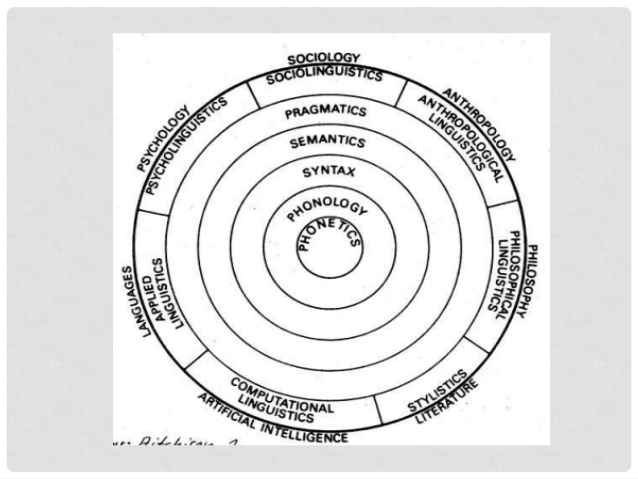 SOCIOLOGY
SOCIOLINGUISTICS
ANTHROPOLOGY
ANTHROPOLOGICAL
LINGUISTICS
PHILOSOPHY
PHILOSOPHICAL
LINGUISTICS
STYLISTICS
LITERATURE
COMPUTATIONAL
LINGUISTICS
ARTIFICIAL INTELLIGENCE
LANGUAGES
APPLIED
LINGUISTICS
PSYCHOLOGY
PSYCHOLINGUISTICS
PRAGMATICS
SEMANTICS
SYNTAX
PHONOLOGY
PHONETICS